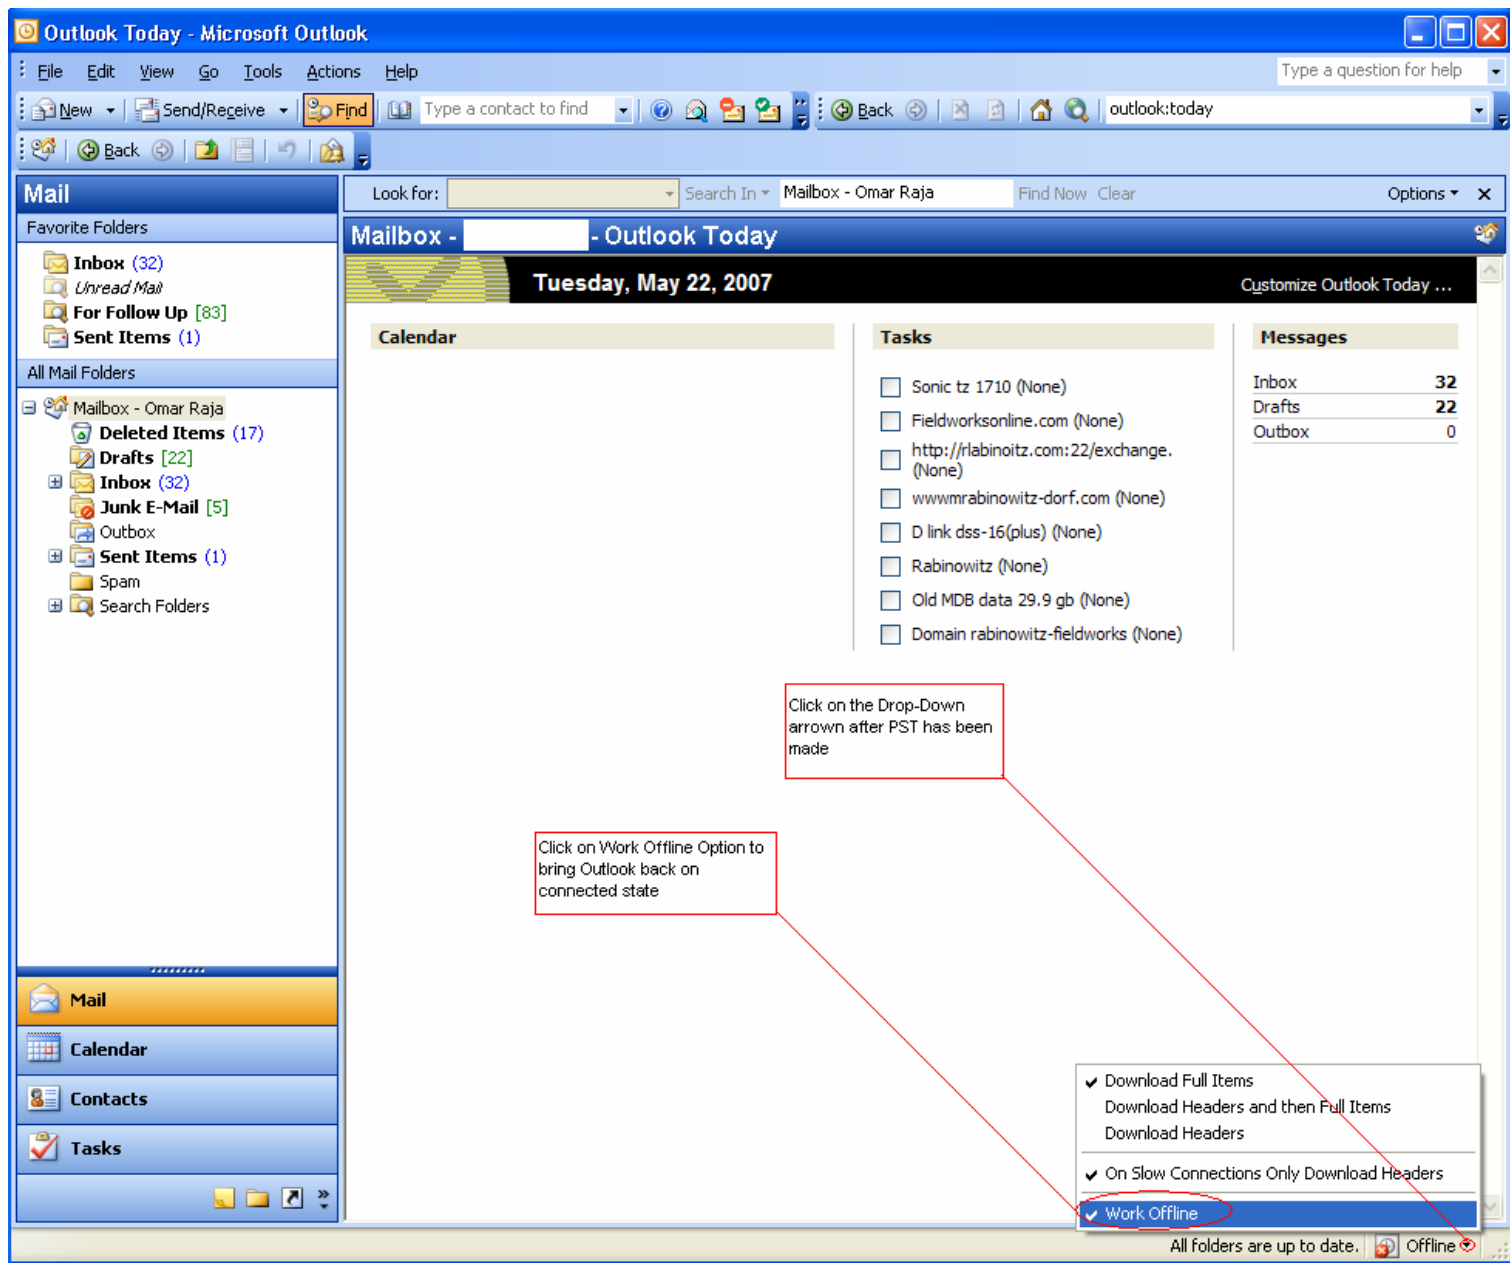 Outlook Today - Microsoft Outlook
File Edit View Go Tools Actions Help Type a question for help
New Send/Receive Find Type a contact to find Back outlook:today
Back
Mail
Look for: Search In Mailbox - Omar Raja Find Now Clear Options
Favorite Folders
Mailbox - - Outlook Today
Inbox (32)
Unread Mail
For Follow Up [83]
Sent Items (1)
Tuesday, May 22, 2007
Customize Outlook Today ...
All Mail Folders
Mailbox - Omar Raja
Deleted Items (17)
Drafts [22]
Inbox (32)
Junk E-Mail [5]
Outbox
Sent Items (1)
Spam
Search Folders
Calendar
Tasks
Sonic tz 1710 (None)
Fieldworksonline.com (None)
http://rlabinoitz.com:22/exchange.
(None)
wwwmrabinowitz-dorf.com (None)
D link dss-16(plus) (None)
Rabinowitz (None)
Old MDB data 29.9 gb (None)
Domain rabinowitz-fieldworks (None)
Messages
Inbox 32
Drafts 22
Outbox 0
Click on the Drop-Down
arrown after PST has been
made
Click on Work Offline Option to
bring Outlook back on
connected state
Mail
Calendar
Contacts
Tasks
Download Full Items
Download Headers and then Full Items
Download Headers
On Slow Connections Only Download Headers
Work Offline
All folders are up to date. Offline